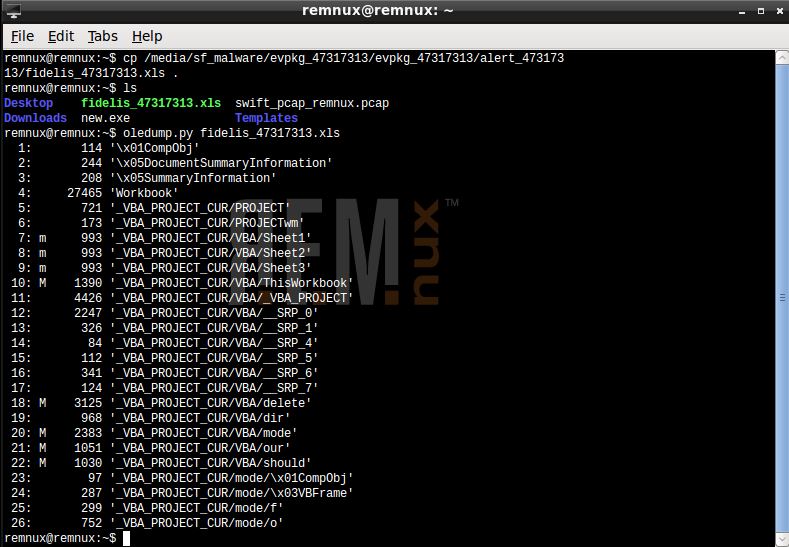 remnux@remnux: ~
File Edit Tabs Help
remnux@remnux:~$ cp /media/sf_malware/evpkg_47317313/evpkg_47317313/alert_473173
13/fidelis_47317313.xls .
remnux@remnux:~$ ls
Desktop fidelis_47317313.xls swift_pcap_remnux.pcap
Downloads new.exe Templates
remnux@remnux:~$ oledump.py fidelis_47317313.xls
1: 114 '\x01CompObj'
2: 244 '\x05DocumentSummaryInformation'
3: 208 '\x05SummaryInformation'
4: 27465 'Workbook'
5: 721 '_VBA_PROJECT_CUR/PROJECT'
6: 173 '_VBA_PROJECT_CUR/PROJECTwm'
7: m 993 '_VBA_PROJECT_CUR/VBA/Sheet1'
8: m 993 '_VBA_PROJECT_CUR/VBA/Sheet2'
9: m 993 '_VBA_PROJECT_CUR/VBA/Sheet3'
10: M 1390 '_VBA_PROJECT_CUR/VBA/ThisWorkbook'
11: 4426 '_VBA_PROJECT_CUR/VBA/_VBA_PROJECT'
12: 2247 '_VBA_PROJECT_CUR/VBA/__SRP_0'
13: 326 '_VBA_PROJECT_CUR/VBA/__SRP_1'
14: 84 '_VBA_PROJECT_CUR/VBA/__SRP_4'
15: 112 '_VBA_PROJECT_CUR/VBA/__SRP_5'
16: 341 '_VBA_PROJECT_CUR/VBA/__SRP_6'
17: 124 '_VBA_PROJECT_CUR/VBA/__SRP_7'
18: M 3125 '_VBA_PROJECT_CUR/VBA/delete'
19: 968 '_VBA_PROJECT_CUR/VBA/dir'
20: M 2383 '_VBA_PROJECT_CUR/VBA/mode'
21: M 1051 '_VBA_PROJECT_CUR/VBA/our'
22: M 1030 '_VBA_PROJECT_CUR/VBA/should'
23: 97 '_VBA_PROJECT_CUR/mode/\x01CompObj'
24: 287 '_VBA_PROJECT_CUR/mode/\x03VBFrame'
25: 299 '_VBA_PROJECT_CUR/mode/f'
26: 752 '_VBA_PROJECT_CUR/mode/o'
remnux@remnux:~$
REM
nux
TM